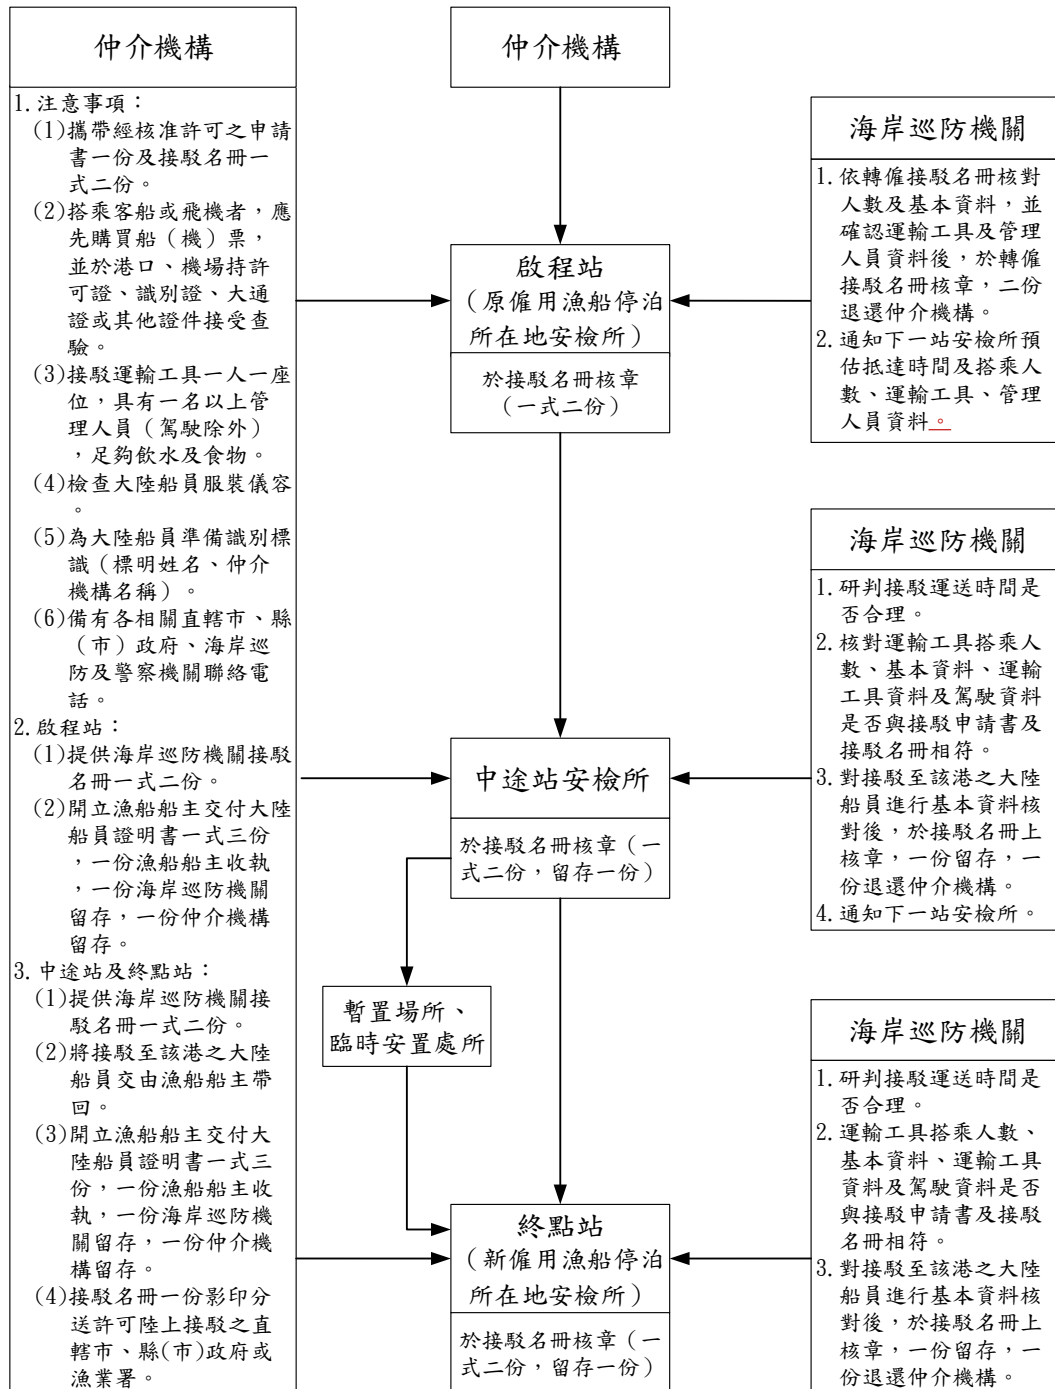 仲介機構
1.注意事項：
(1)攜帶經核准許可之申請
書一份及接駁名冊一
式二份。
(2)搭乘客船或飛機者，應
先購買船（機）票，
並於港口、機場持許
可證、識別證、大通
證或其他證件接受查
驗。
(3)接駁運輸工具一人一座
位，具有一名以上管
理人員（駕駛除外）
，足夠飲水及食物。
(4)檢查大陸船員服裝儀容
。
(5)為大陸船員準備識別標
識（標明姓名、仲介
機構名稱）。
(6)備有各相關直轄市、縣
（市）政府、海岸巡
防及警察機關聯絡電
話。
2.啟程站：
(1)提供海岸巡防機關接駁
名冊一式二份。
(2)開立漁船船主交付大陸
船員證明書一式三份
，一份漁船船主收執
，一份海岸巡防機關
留存，一份仲介機構
留存。
3.中途站及終點站：
(1)提供海岸巡防機關接
駁名冊一式二份。
(2)將接駁至該港之大陸
船員交由漁船船主帶
回。
(3)開立漁船船主交付大
陸船員證明書一式三
份，一份漁船船主收
執，一份海岸巡防機
關留存，一份仲介機
構留存。
(4)接駁名冊一份影印分
送許可陸上接駁之直
轄市、縣(市)政府或
漁業署。
仲介機構
啟程站
（原僱用漁船停泊
所在地安檢所）
於接駁名冊核章
（一式二份）
中途站安檢所
於接駁名冊核章（一
式二份，留存一份）
暫置場所、
臨時安置處所
終點站
（新僱用漁船停泊
所在地安檢所）
於接駁名冊核章（一
式二份，留存一份）
海岸巡防機關
1.依轉僱接駁名冊核對
人數及基本資料，並
確認運輸工具及管理
人員資料後，於轉僱
接駁名冊核章，二份
退還仲介機構。
2.通知下一站安檢所預
估抵達時間及搭乘人
數、運輸工具、管理
人員資料。
海岸巡防機關
1.研判接駁運送時間是
否合理。
2.核對運輸工具搭乘人
數、基本資料、運輸
工具資料及駕駛資料
是否與接駁申請書及
接駁名冊相符。
3.對接駁至該港之大陸
船員進行基本資料核
對後，於接駁名冊上
核章，一份留存，一
份退還仲介機構。
4.通知下一站安檢所。
海岸巡防機關
1.研判接駁運送時間是
否合理。
2.運輸工具搭乘人數、
基本資料、運輸工具
資料及駕駛資料是否
與接駁申請書及接駁
名冊相符。
3.對接駁至該港之大陸
船員進行基本資料核
對後，於接駁名冊上
核章，一份留存，一
份退還仲介機構。